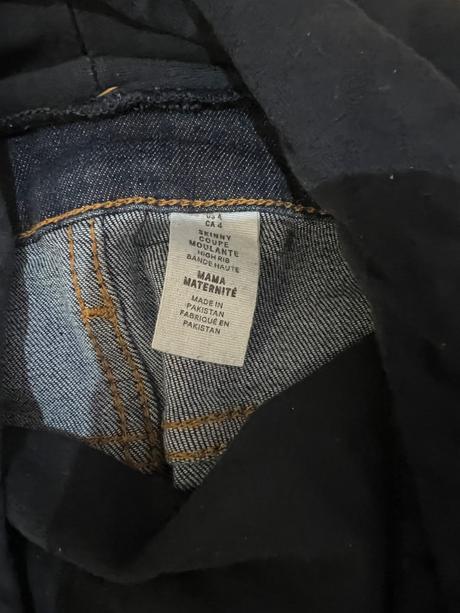 US 4
CA 4
SKINNY
COUPE
MOULANTE
HIGH RIB
BANDE HAUTE
MAMA
MATERNITÉ
MADE IN
PAKISTAN
FABRIQUÉ EN
PAKISTAN